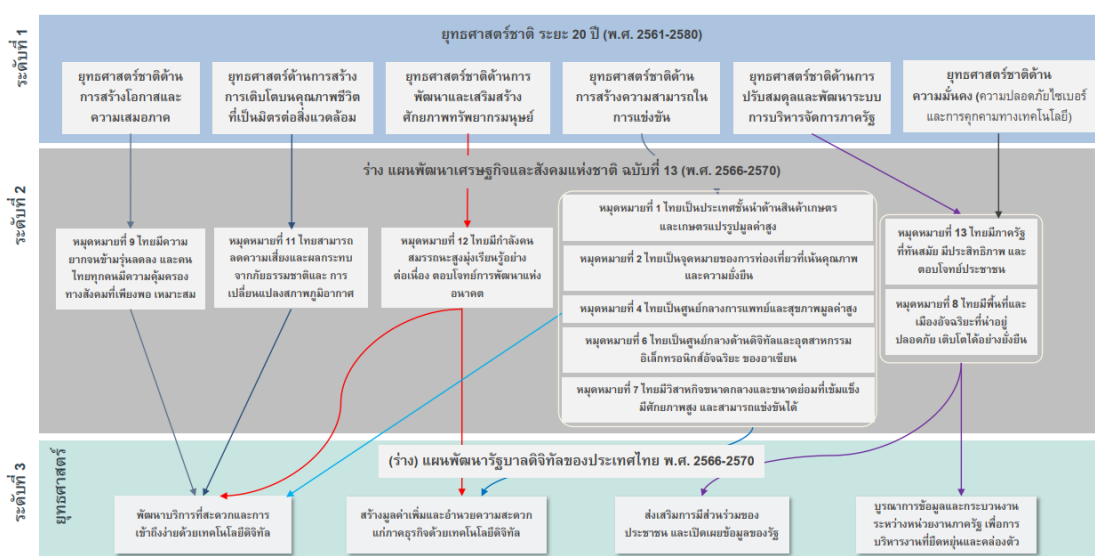 ระดับที่ 1
ยุทธศาสตร์ชาติ ระยะ 20 ปี (พ.ศ. 2561-2580)
ยุทธศาสตร์ชาติด้าน
การสร้างโอกาสและ
ความเสมอภาค
ยุทธศาสตร์ด้านการสร้าง
การเติบโตบนคุณภาพชีวิต
ที่เป็นมิตรต่อสิ่งแวดล้อม
ยุทธศาสตร์ชาติด้านการ
พัฒนาและเสริมสร้าง
ศักยภาพทรัพยากรมนุษย์
ยุทธศาสตร์ชาติด้าน
การสร้างความสามารถใน
การแข่งขัน
ยุทธศาสตร์ชาติด้านการ
ปรับสมดุลและพัฒนาระบบ
การบริหารจัดการภาครัฐ
ยุทธศาสตร์ชาติด้าน
ความมั่นคง (ความปลอดภัยไซเบอร์
และการคุกคามทางเทคโนโลยี)
ระดับที่ 2
ร่าง แผนพัฒนาเศรษฐกิจและสังคมแห่งชาติ ฉบับที่ 13 (พ.ศ. 2566-2570)
หมุดหมายที่ 9 ไทยมีความ
ยากจนข้ามรุ่นลดลง และคน
ไทยทุกคนมีความคุ้มครอง
ทางสังคมที่เพียงพอ เหมาะสม
หมุดหมายที่ 11 ไทยสามารถ
ลดความเสี่ยงและผลกระทบ
จากภัยธรรมชาติและ การ
เปลี่ยนแปลงสภาพภูมิอากาศ
หมุดหมายที่ 12 ไทยมีกำลังคน
สมรรถนะสูงมุ่งเรียนรู้อย่าง
ต่อเนื่อง ตอบโจทย์การพัฒนาแห่ง
อนาคต
หมุดหมายที่ 1 ไทยเป็นประเทศชั้นนำด้านสินค้าเกษตร
และเกษตรแปรรูปมูลค่าสูง
หมุดหมายที่ 2 ไทยเป็นจุดหมายของการท่องเที่ยวที่เน้นคุณภาพ
และความยั่งยืน
หมุดหมายที่ 4 ไทยเป็นศูนย์กลางการแพทย์และสุขภาพมูลค่าสูง
หมุดหมายที่ 6 ไทยเป็นศูนย์กลางด้านดิจิทัลและอุตสาหกรรม
อิเล็กทรอนิกส์อัจฉริยะ ของอาเซียน
หมุดหมายที่ 7 ไทยมีวิสาหกิจขนาดกลางและขนาดย่อมที่เข้มแข็ง
มีศักยภาพสูง และสามารถแข่งขันได้
หมุดหมายที่ 13 ไทยมีภาครัฐ
ที่ทันสมัย มีประสิทธิภาพ และ
ตอบโจทย์ประชาชน
หมุดหมายที่ 8 ไทยมีพื้นที่และ
เมืองอัจฉริยะที่น่าอยู่
ปลอดภัย เติบโตได้อย่างยั่งยืน
ระดับที่ 3
ยุทธศาสตร์
(ร่าง) แผนพัฒนารัฐบาลดิจิทัลของประเทศไทย พ.ศ. 2566-2570
พัฒนาบริการที่สะดวกและการ
เข้าถึงง่ายด้วยเทคโนโลยีดิจิทัล
สร้างมูลค่าเพิ่มและอำนวยความสะดวก
แก่ภาคธุรกิจด้วยเทคโนโลยีดิจิทัล
ส่งเสริมการมีส่วนร่วมของ
ประชาชน และเปิดเผยข้อมูลของรัฐ
บูรณาการข้อมูลและกระบวนงาน
ระหว่างหน่วยงานภาครัฐ เพื่อการ
บริหารงานที่ยืดหยุ่นและคล่องตัว